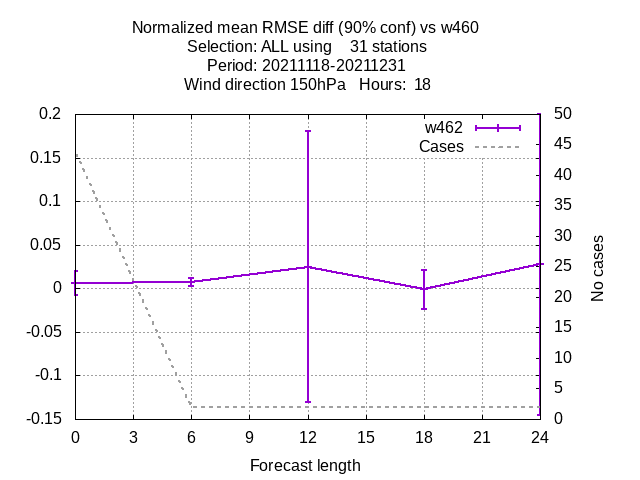 Normalized mean RMSE diff (90% conf) vs w460
Selection: ALL using    31 stations
Period: 20211118-20211231
Wind direction 150hPa   Hours:  18
w462
Cases
0.2
0.15
0.1
0.05
0
-0.05
-0.1
-0.15
50
45
40
35
30
25
20
15
10
5
0
No cases
0 3 6 9 12 15 18 21 24
Forecast length